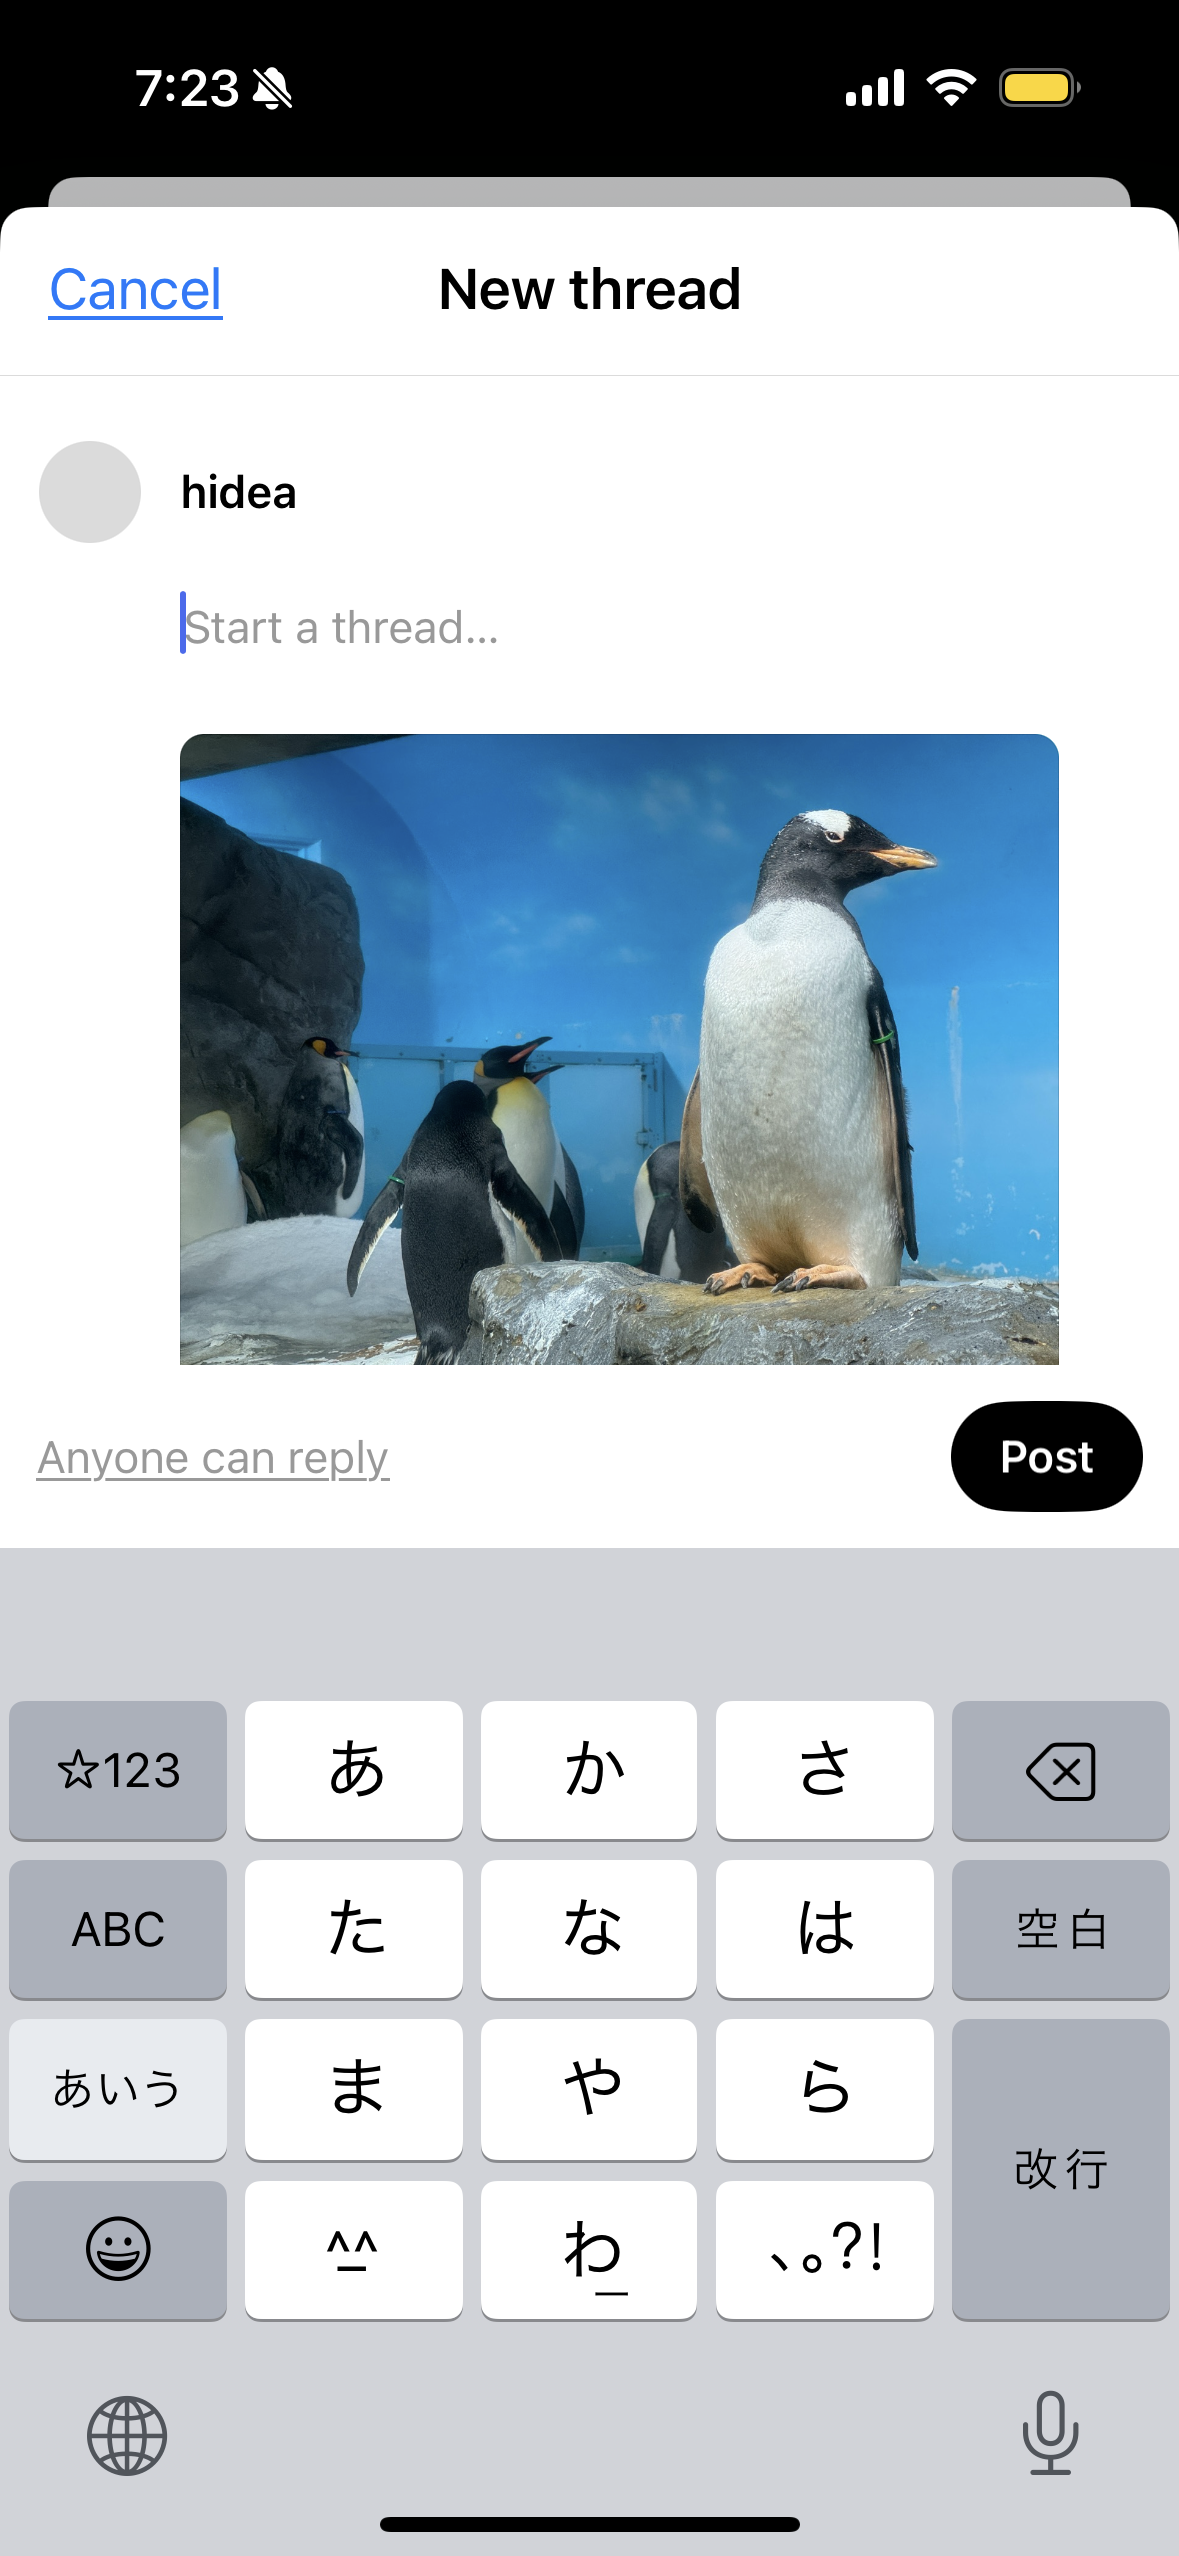 7:23
Cancel
New thread
hidea
Start a thread...
Anyone can reply
Post
☆123
あ
か
さ
ABC
た
な
は
空白
あいう
ま
や
ら
改行
^_^
わ_
、。?!